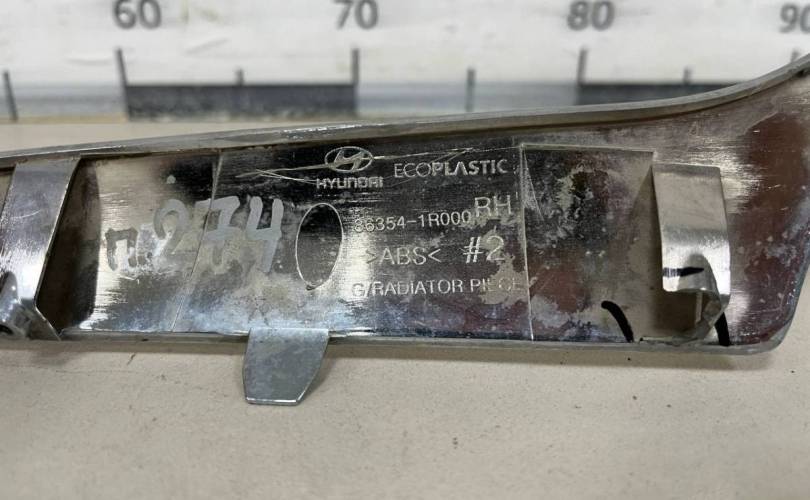 60 70 80 90
HYUNDAI ECOPLASTIC
86354-1R000 RH
>ABS< #2
G/RADIATOR PIECE
п 274